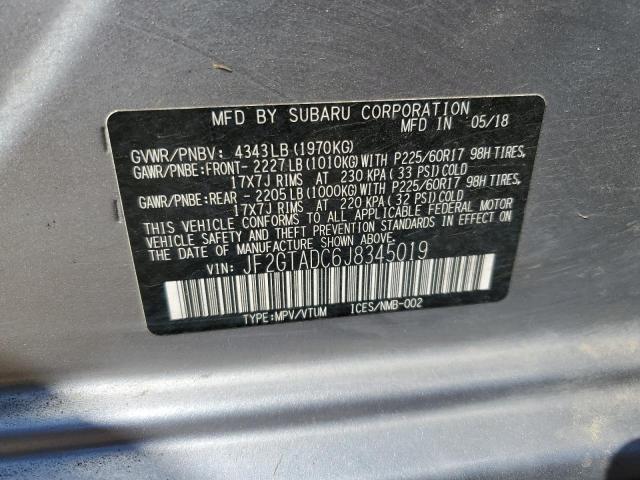 MFD BY SUBARU CORPORATION
MFD IN 05/18
GVWR/PNBV: 4343LB(1970KG)
GAWR/PNBE:FRONT- 2227LB(1010KG)WITH P225/60R17 98H TIRES,
17X7J RIMS AT 230 KPA(33 PSI)COLD
GAWR/PNBE:REAR - 2205LB(1000KG)WITH P225/60R17 98H TIRES,
17X7J RIMS AT 220 KPA(32 PSI)COLD
THIS VEHICLE CONFORMS TO ALL APPLICABLE FEDERAL MOTOR
VEHICLE SAFETY AND THEFT PREVENTION STANDARDS IN EFFECT ON
THE DATE OF MANUFACTURE SHOWN ABOVE.
VIN: JF2GTADC6J8345019
TYPE:MPV/VTUM ICES/NMB-002